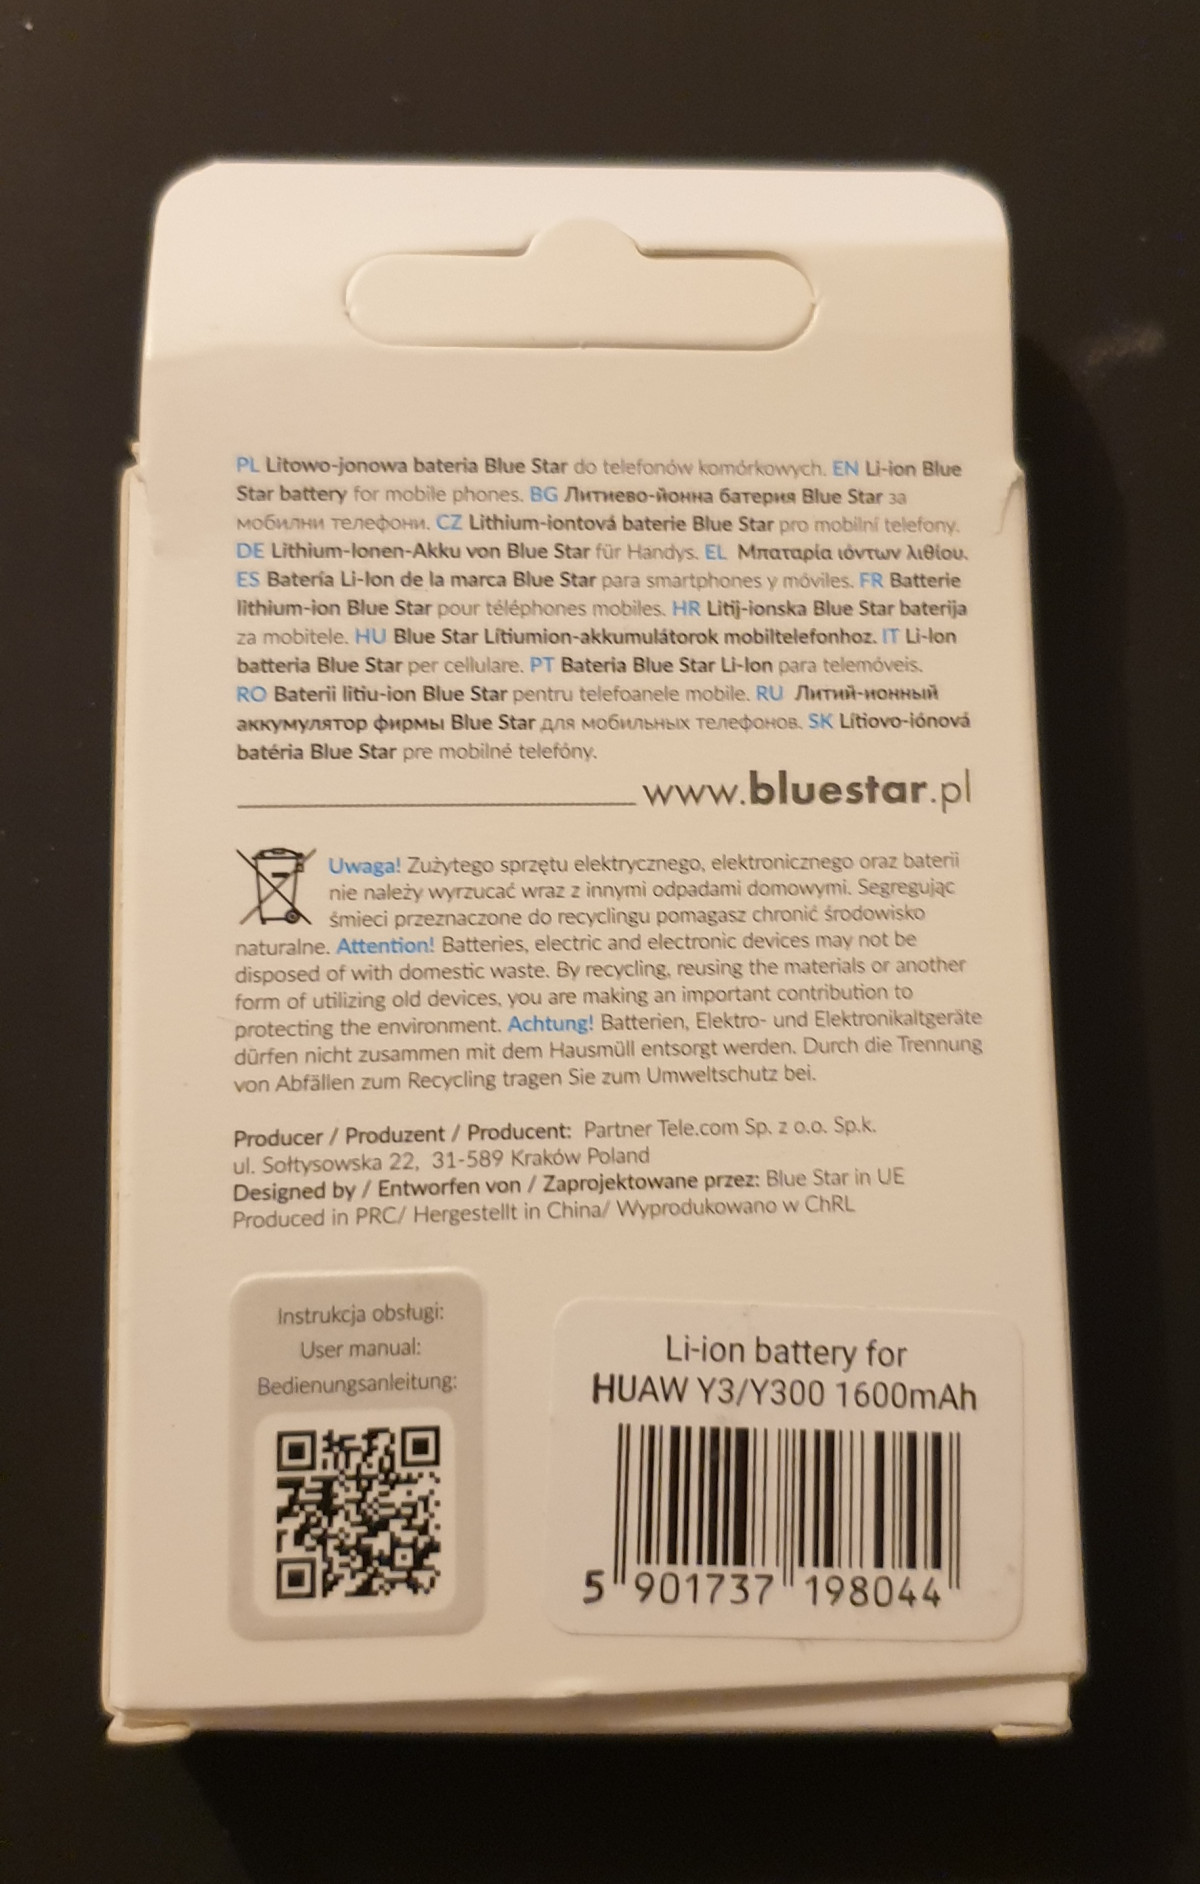 PL Litowo-jonowa bateria Blue Star do telefonów komórkowych. EN Li-ion Blue
Star battery for mobile phones. BG Литиево-йонна батерия Blue Star за
мобилни телефони. CZ Lithium-iontová baterie Blue Star pro mobilní telefony.
DE Lithium-Ionen-Akku von Blue Star für Handys. EL Μπαταρία ιόντων λιθίου.
ES Batería Li-Ion de la marca Blue Star para smartphones y móviles. FR Batterie
lithium-ion Blue Star pour téléphones mobiles. HR Litij-ionska Blue Star baterija
za mobitele. HU Blue Star Lítiumion-akkumulátorok mobiltelefonhoz. IT Li-Ion
batteria Blue Star per cellulare. PT Bateria Blue Star Li-Ion para telemóveis.
RO Baterii litiu-ion Blue Star pentru telefoanele mobile. RU Литий-ионный
аккумулятор фирмы Blue Star для мобильных телефонов. SK Lítiovo-iónová
batéria Blue Star pre mobilné telefóny.
www.bluestar.pl
Uwaga! Zużytego sprzętu elektrycznego, elektronicznego oraz baterii
nie należy wyrzucać wraz z innymi odpadami domowymi. Segregując
śmieci przeznaczone do recyclingu pomagasz chronić środowisko
naturalne. Attention! Batteries, electric and electronic devices may not be
disposed of with domestic waste. By recycling, reusing the materials or another
form of utilizing old devices, you are making an important contribution to
protecting the environment. Achtung! Batterien, Elektro- und Elektronikaltgeräte
dürfen nicht zusammen mit dem Hausmüll entsorgt werden. Durch die Trennung
von Abfällen zum Recycling tragen Sie zum Umweltschutz bei.
Producer / Produzent / Producent: Partner Tele.com Sp. z o.o. Sp.k.
ul. Sołtysowska 22, 31-589 Kraków Poland
Designed by / Entworfen von / Zaprojektowane przez: Blue Star in UE
Produced in PRC/ Hergestellt in China/ Wyprodukowano w ChRL
Instrukcja obsługi:
User manual:
Bedienungsanleitung:
Li-ion battery for
HUAW Y3/Y300 1600mAh
5 901737 198044